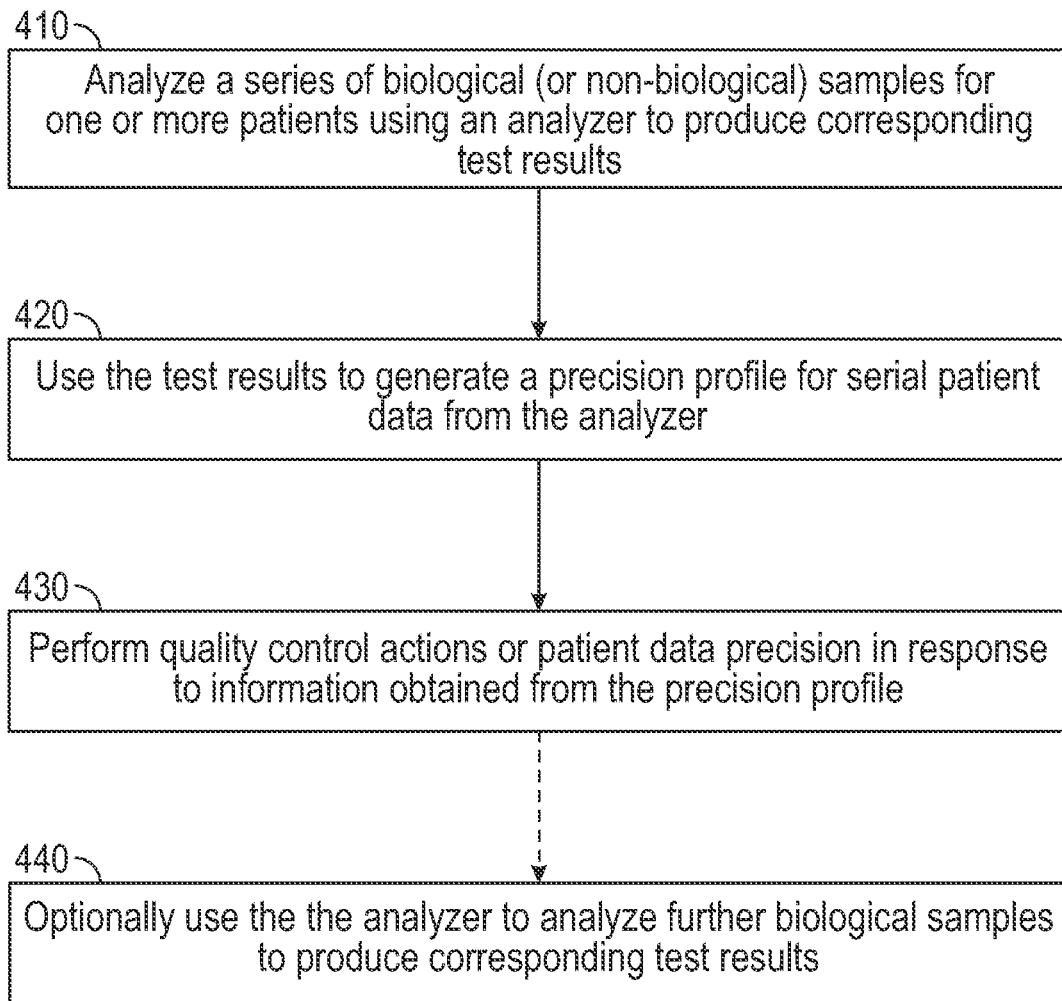 410
Analyze a series of biological (or non-biological) samples for
one or more patients using an analyzer to produce corresponding
test results
420
Use the test results to generate a precision profile for serial patient
data from the analyzer
430
Perform quality control actions or patient data precision in response
to information obtained from the precision profile
440
Optionally use the the analyzer to analyze further biological samples
to produce corresponding test results